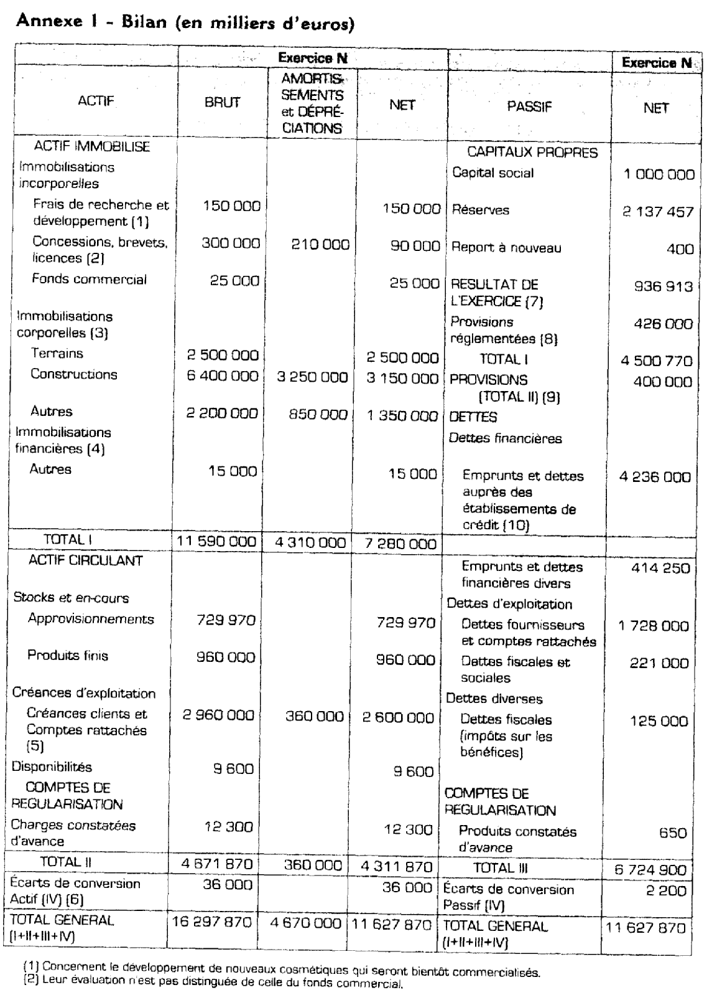 Annexe 1 - Bilan (en milliers d'euros)
Exercice N
Exercice N
ACTIF
BRUT
AMORTIS-
SEMENTS
et DÉPRÉ-
CIATIONS
NET
PASSIF
NET
ACTIF IMMOBILISE
CAPITAUX PROPRES
Immobilisations
incorporelles
Capital social 1 000 000
Frais de recherche et
développement (1) 150 000 150 000 Réserves 2 137 457
Concessions, brevets,
licences (2) 300 000 210 000 90 000 Report à nouveau 400
Fonds commercial 25 000 25 000 RESULTAT DE
L'EXERCICE (7) 936 913
Immobilisations
corporelles (3)
Provisions
réglementées (8) 426 000
Terrains 2 500 000 2 500 000 TOTAL I 4 500 770
Constructions 6 400 000 3 250 000 3 150 000 PROVISIONS
(TOTAL II) (9) 400 000
Autres 2 200 000 850 000 1 350 000 DETTES
Immobilisations
financières (4)
Dettes financières
Autres 15 000 15 000 Emprunts et dettes 4 236 000
auprès des
établissements de
crédit (10)
TOTAL I 11 590 000 4 310 000 7 280 000
ACTIF CIRCULANT
Emprunts et dettes 414 250
financières divers
Stocks et en-cours
Dettes d'exploitation
Approvisionnements 729 970 729 970 Dettes fournisseurs 1 728 000
et comptes rattachés
Produits finis 960 000 960 000 Dettes fiscales et 221 000
sociales
Créances d'exploitation
Dettes diverses
Créances clients et 2 960 000 360 000 2 600 000 Dettes fiscales 125 000
Comptes rattachés
(impôts sur les
(5)
bénéfices)
Disponibilités 9 600 9 600
COMPTES DE
REGULARISATION
COMPTES DE
REGULARISATION
Charges constatées 12 300 12 300 Produits constatés 650
d'avance
d'avance
TOTAL II 4 671 870 360 000 4 311 870 TOTAL III 6 724 900
Écarts de conversion 36 000 36 000 Écarts de conversion 2 200
Actif (IV) (6)
Passif (IV)
TOTAL GENERAL 16 297 870 4 670 000 11 627 870 TOTAL GENERAL 11 627 870
(I+II+III+IV)
(I+II+III+IV)
(1) Concernent le développement de nouveaux cosmétiques qui seront bientôt commercialisés.
(2) Leur évaluation n'est pas distinguée de celle du fonds commercial.